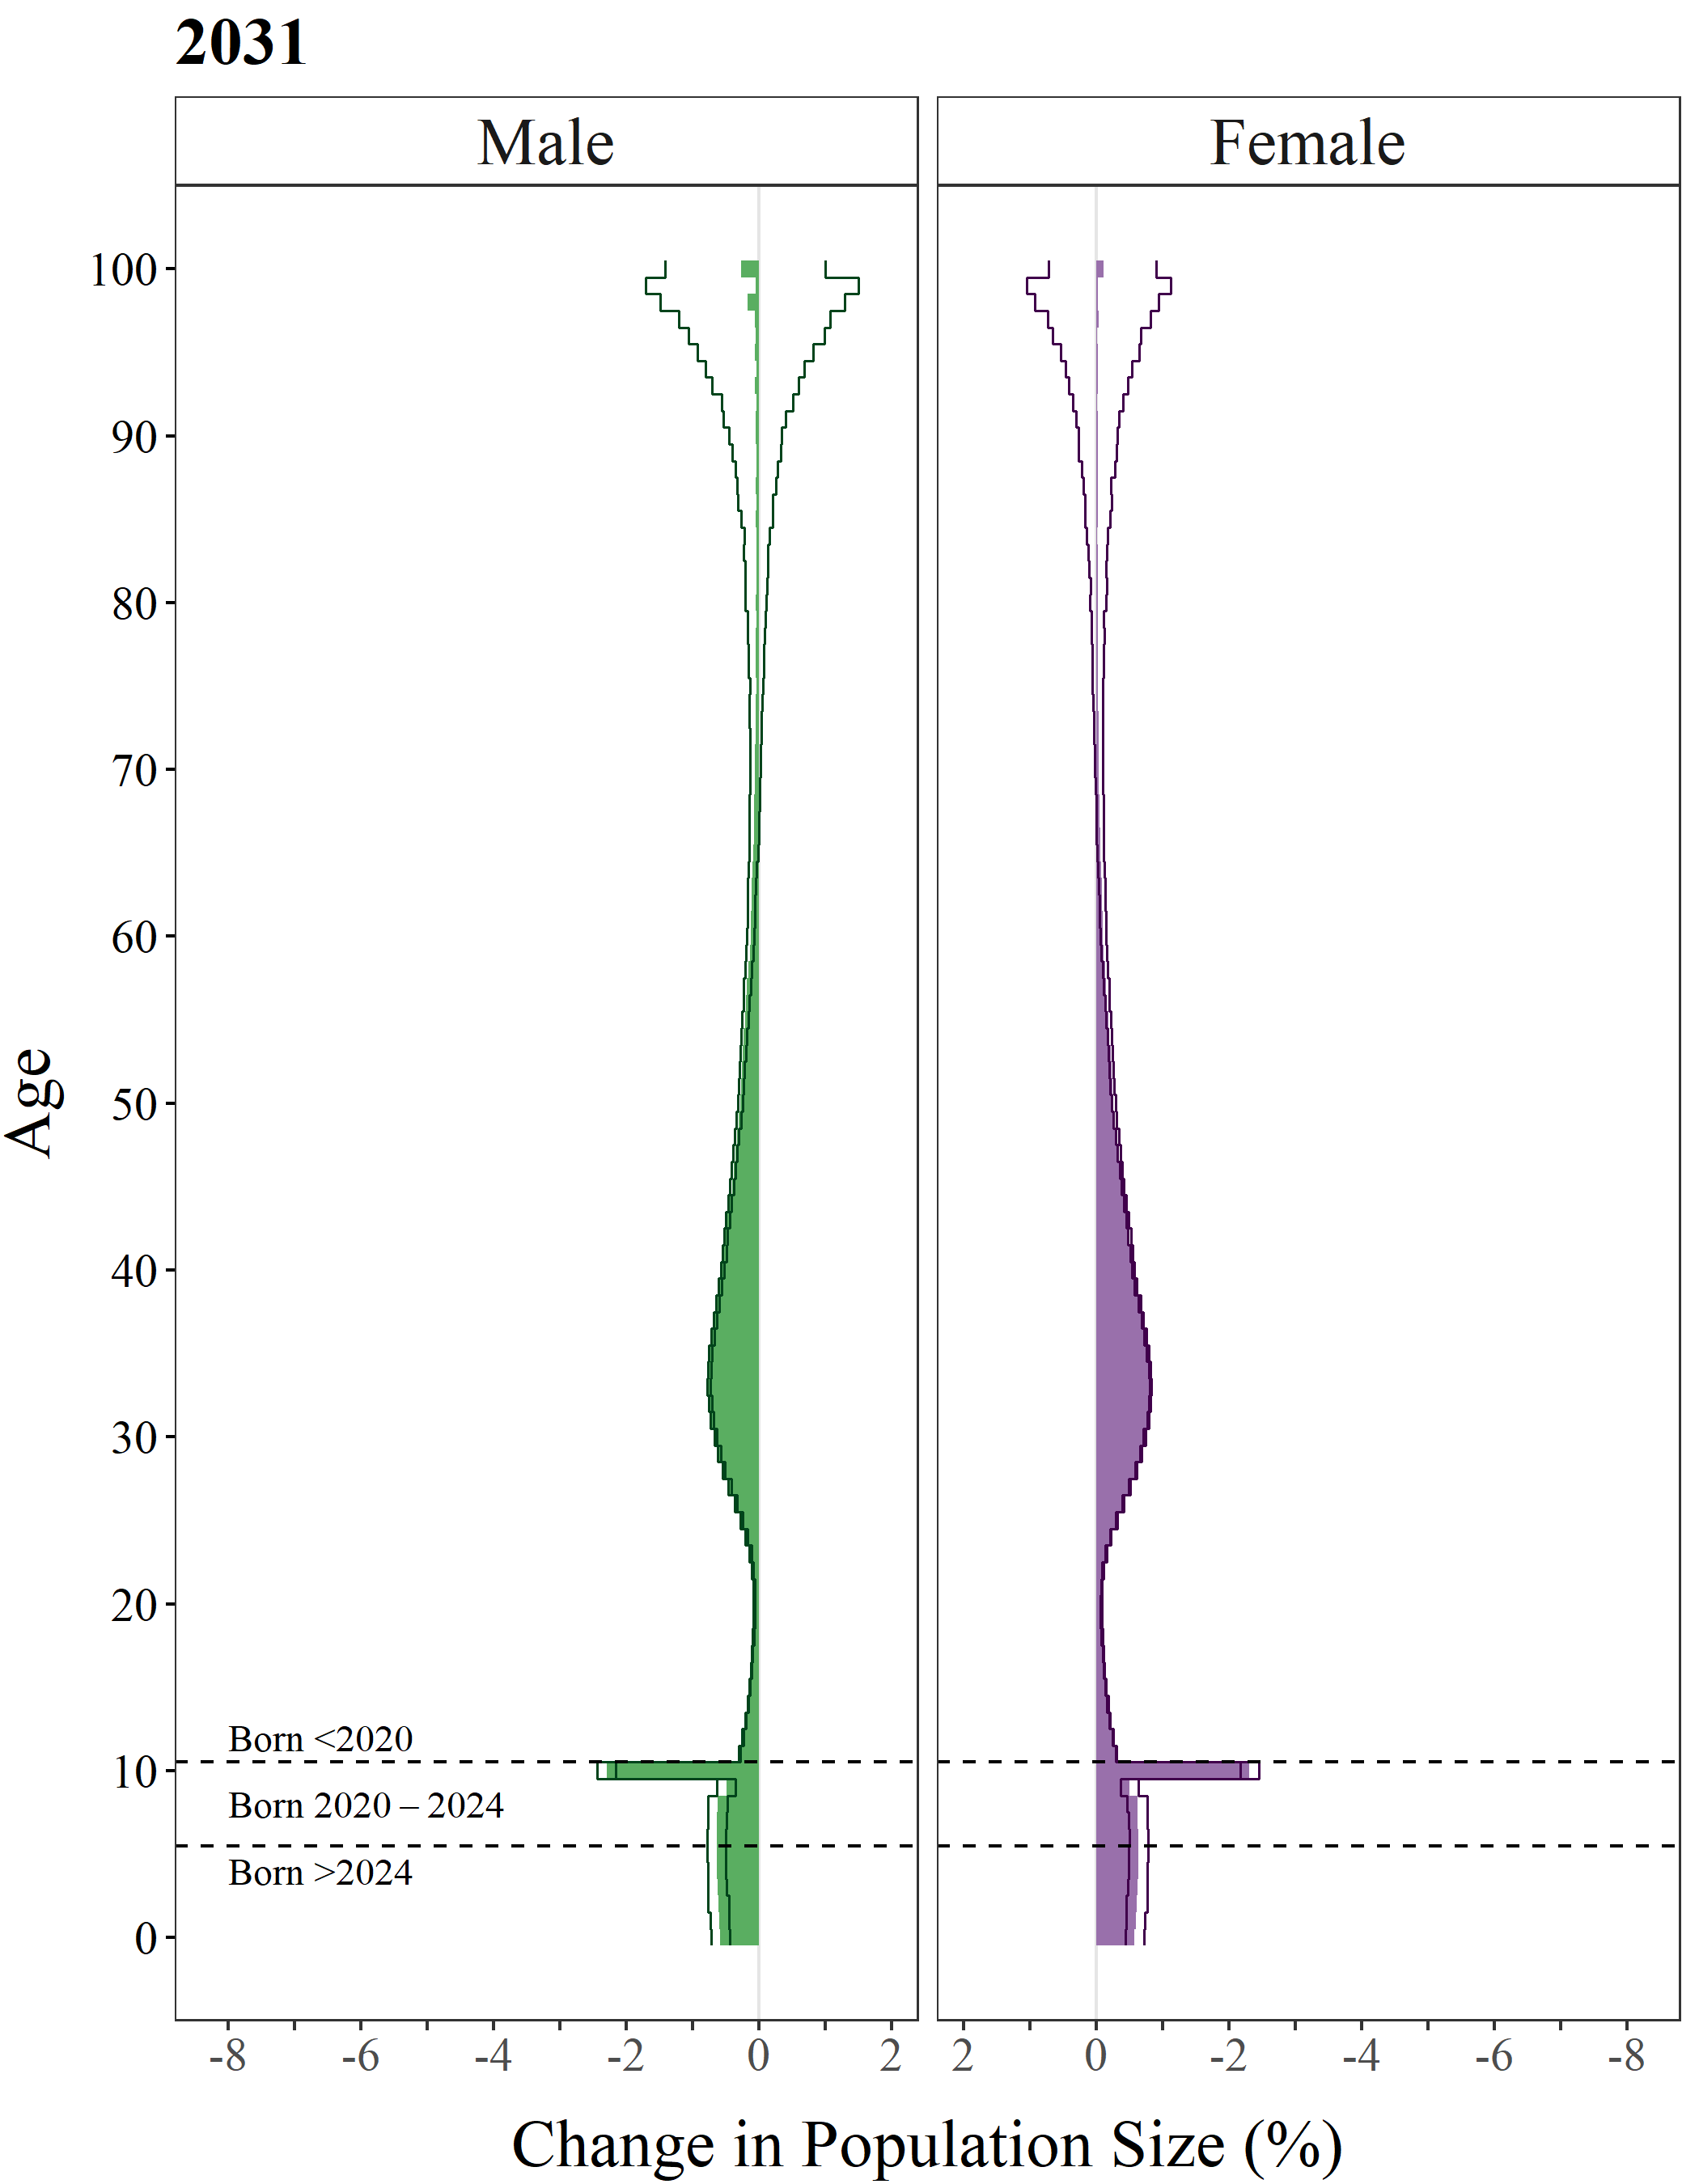 2031
Male
Female
Age
100
90
80
70
60
50
40
30
20
10
0
Born <2020
Born 2020 – 2024
Born >2024
-8 -6 -4 -2 0 2
2 0 -2 -4 -6 -8
Change in Population Size (%)